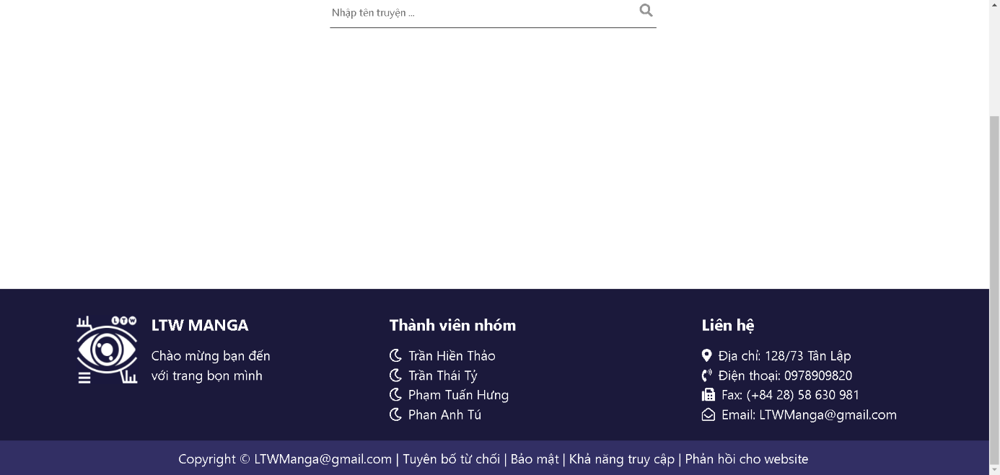 Nhập tên truyện ...
LTW
LTW MANGA
Chào mừng bạn đến
với trang bọn mình
Thành viên nhóm
Trần Hiền Thảo
Trần Thái Tỷ
Phạm Tuấn Hưng
Phan Anh Tú
Liên hệ
Địa chỉ: 128/73 Tân Lập
Điện thoại: 0978909820
Fax: (+84 28) 58 630 981
Email: LTWManga@gmail.com
Copyright © LTWManga@gmail.com | Tuyên bố từ chối | Bảo mật | Khả năng truy cập | Phản hồi cho website